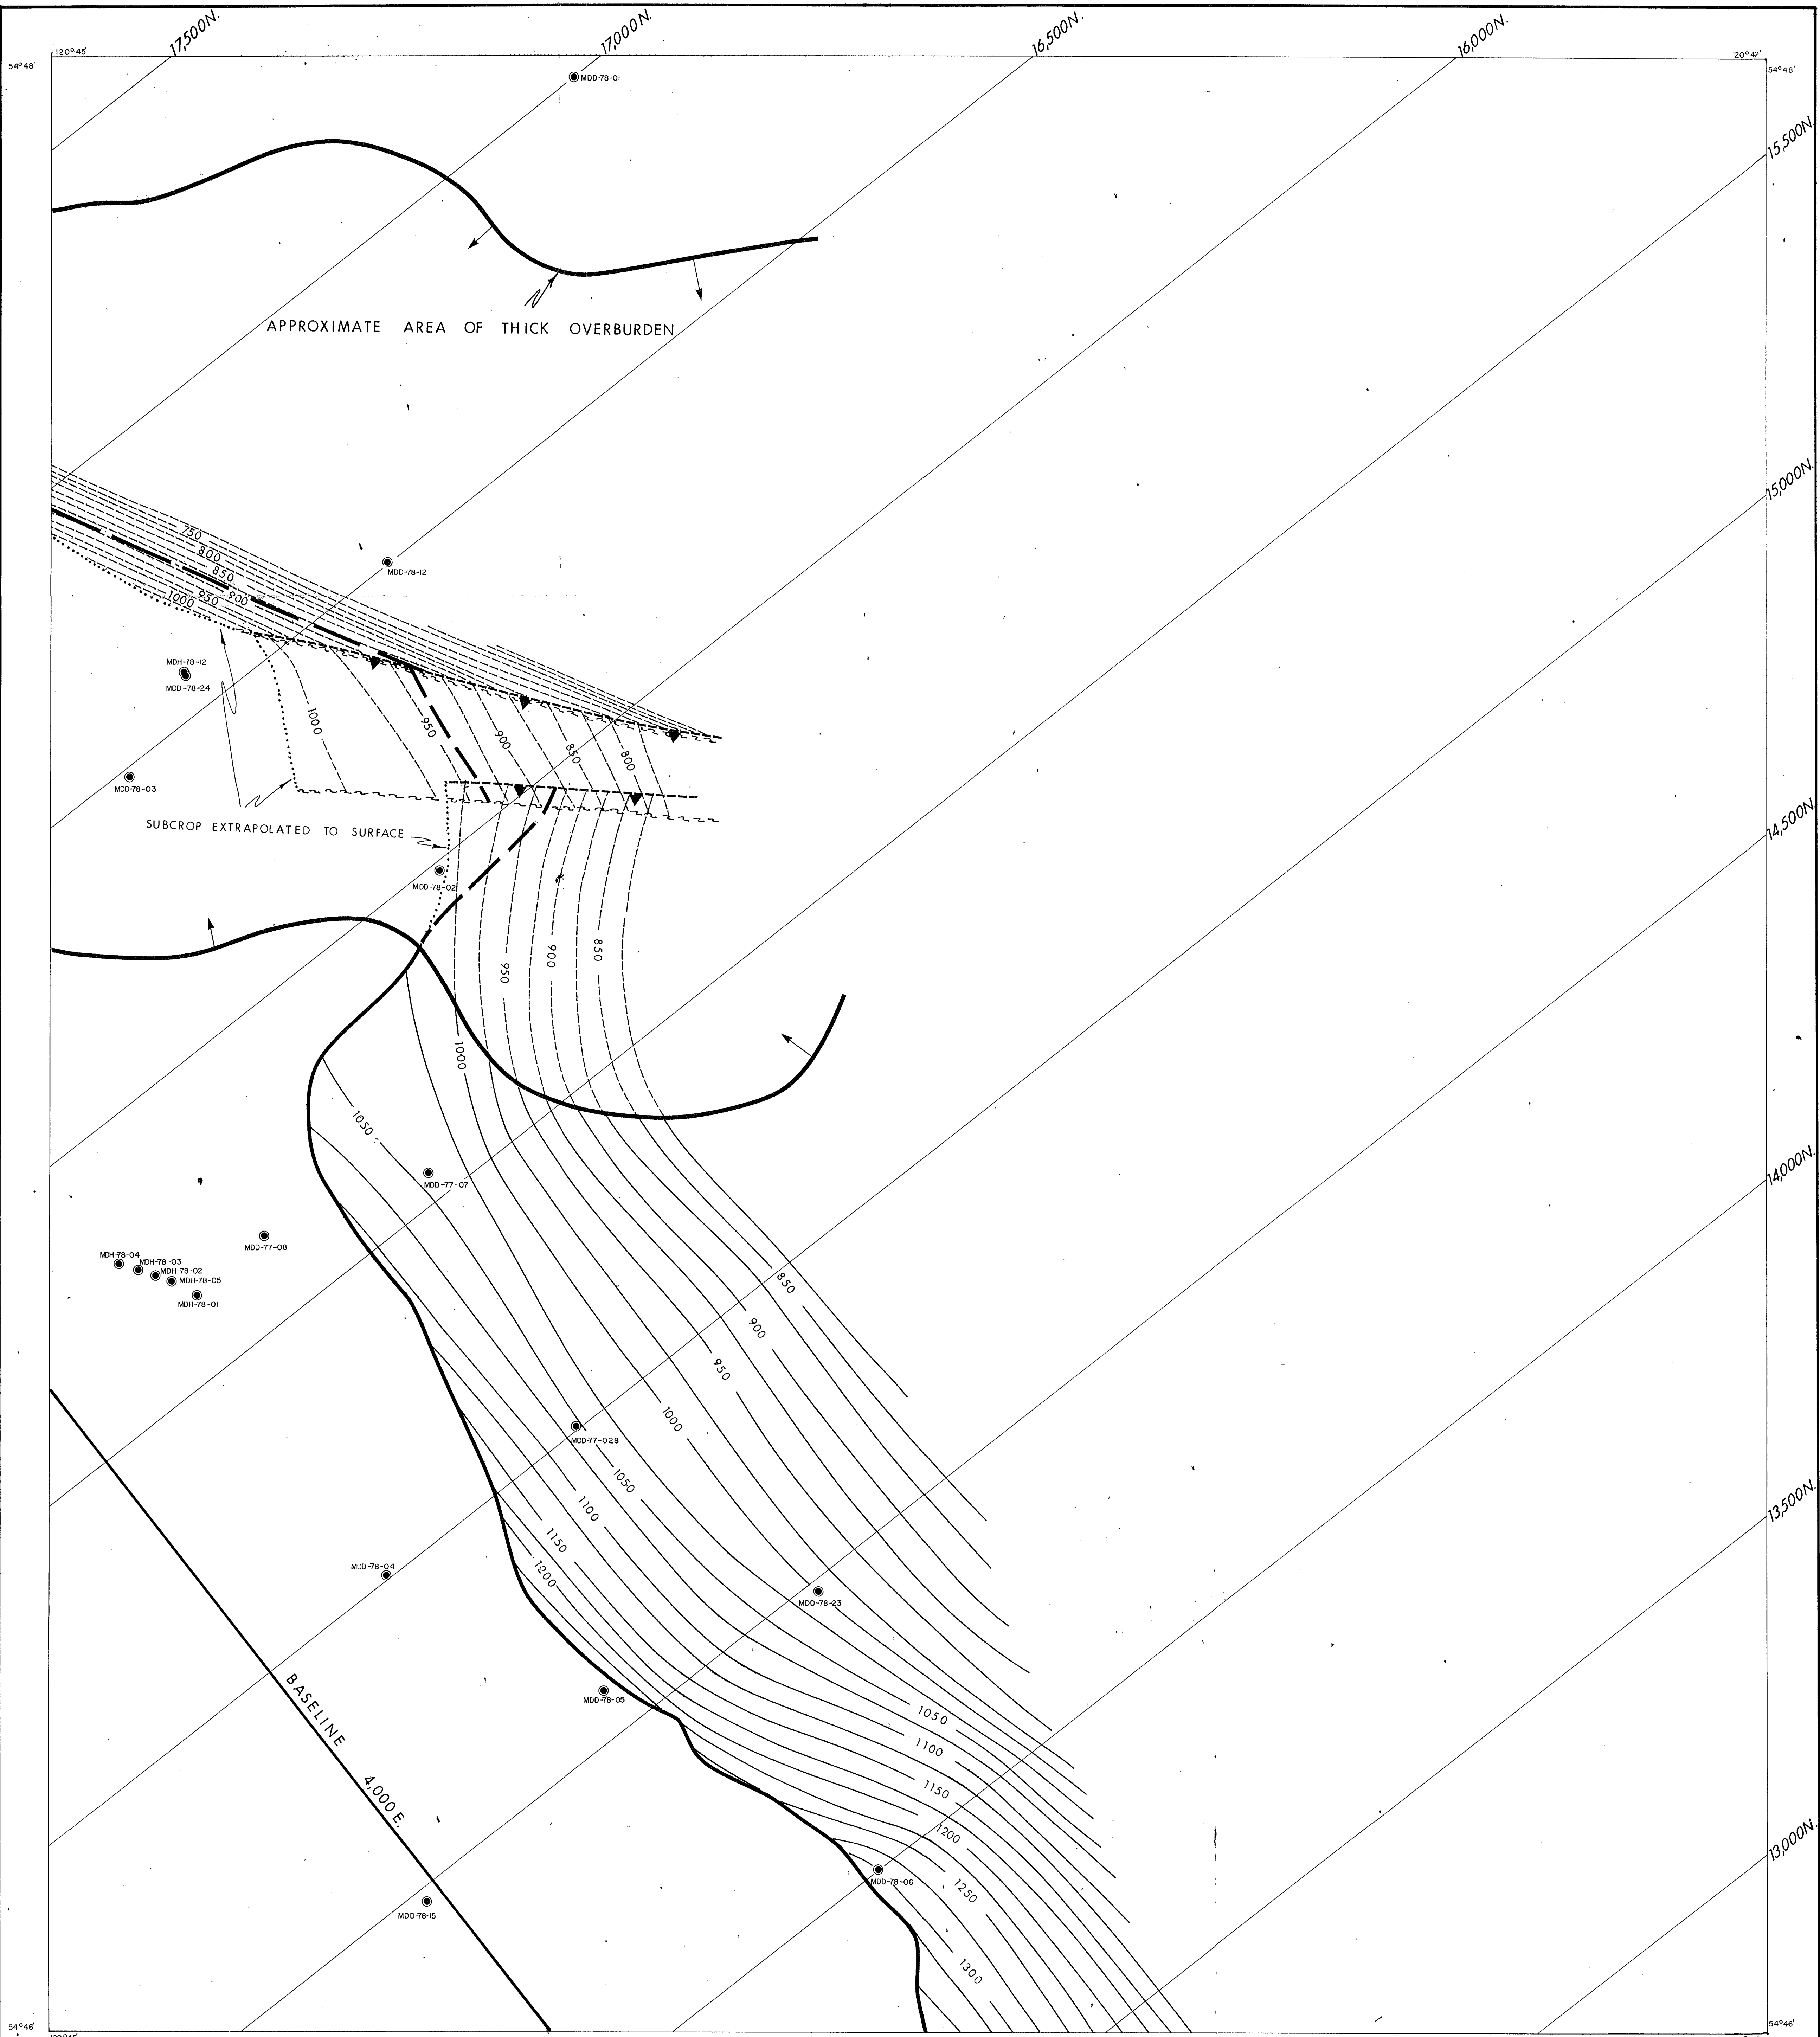 17,500N.
17,000N.
16,500N.
16,000N.
120°45'
120°42'
54°48'
54°48'
MDD-78-01
15,500N.
APPROXIMATE AREA OF THICK OVERBURDEN
15,000N.
750
800
850
900
950
1000
MDD-78-12
MDH-78-12
MDD-78-24
1000
950
900
850
800
MDD-78-03
14,500N.
SUBCROP EXTRAPOLATED TO SURFACE
MDD-78-02
950
900
850
1000
1050
14,000N.
MDD-77-07
MDD-77-08
MDH-78-04
MDH-78-03
MDH-78-02
MDH-78-05
MDH-78-01
850
900
950
1000
MDD-77-028
1050
1100
1150
1200
13,500N.
MDD-78-04
MDD-78-23
BASELINE 4,000 E.
MDD-78-05
1050
1100
1150
1200
1250
1300
13,000N.
MDD-78-06
MDD-78-15
54°46'
54°46'